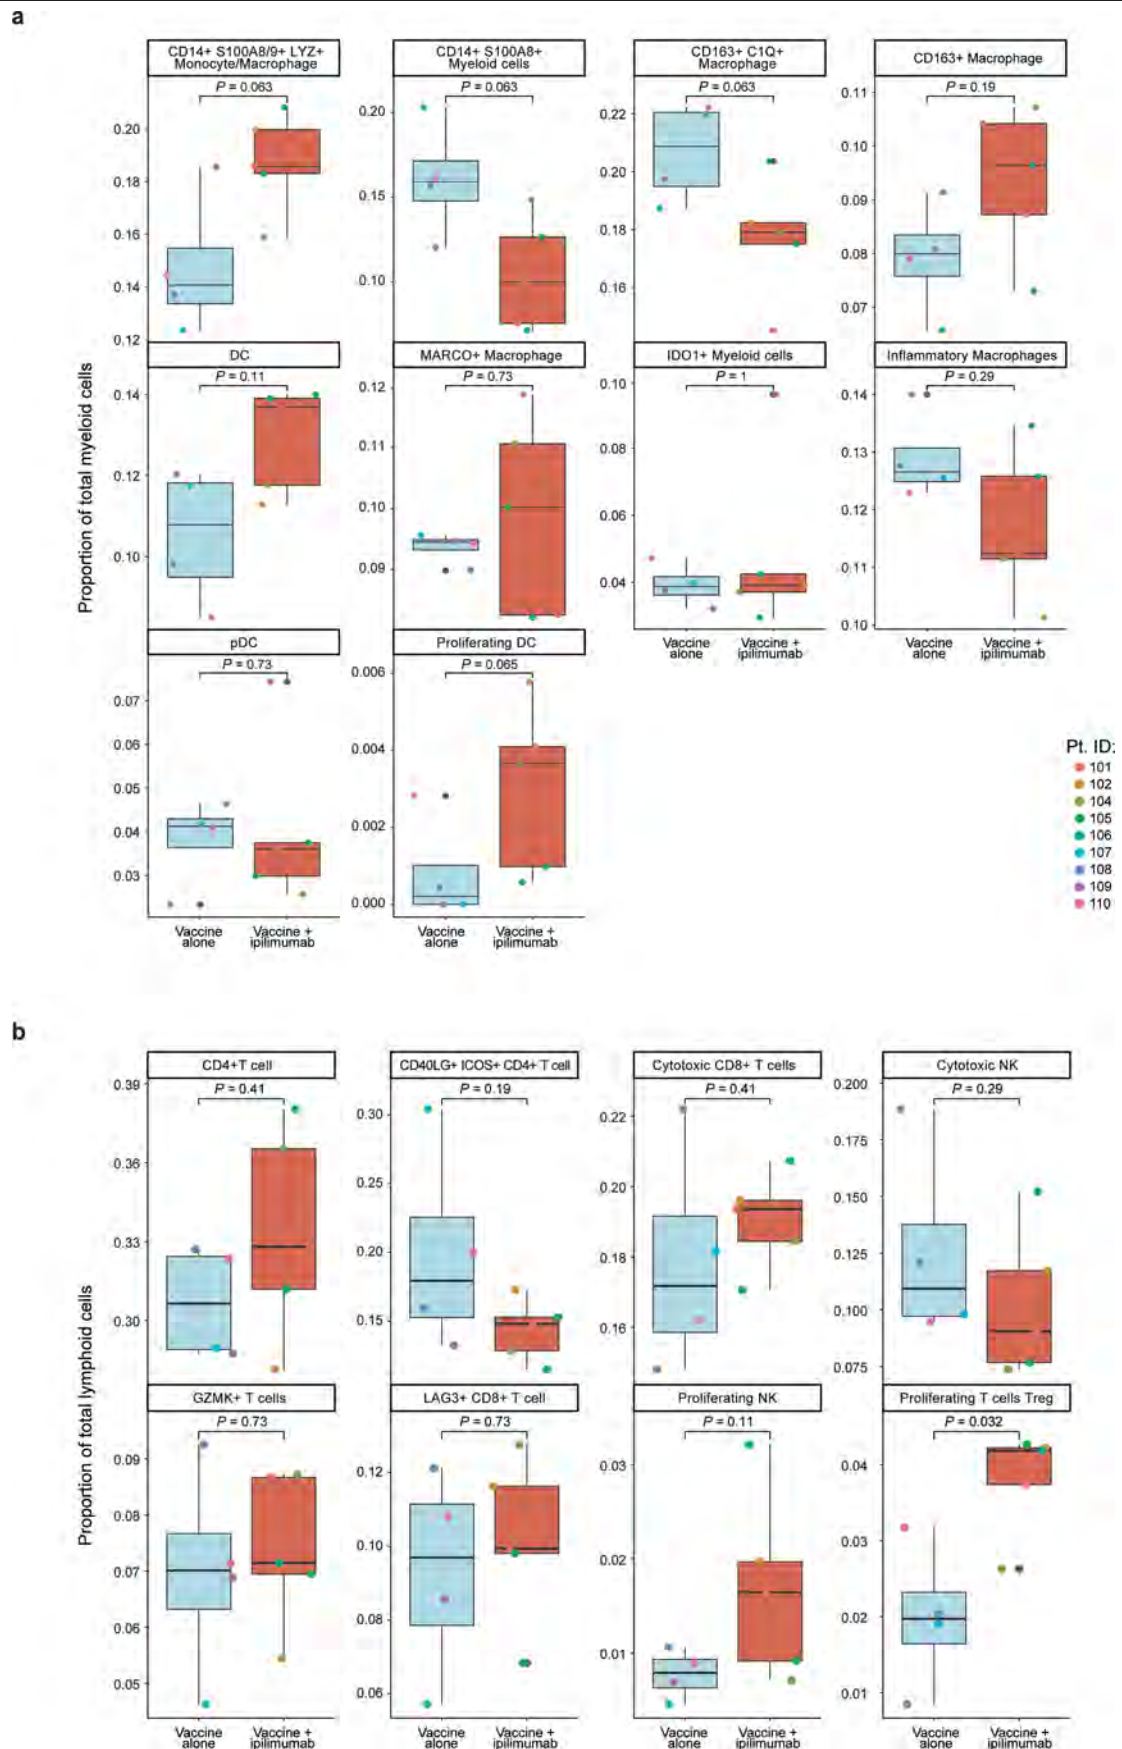 a
CD14+ S100A8/9+ LYZ+
Monocyte/Macrophage
CD14+ S100A8+
Myeloid cells
CD163+ C1Q+
Macrophage
CD163+ Macrophage
P = 0.063
P = 0.063
P = 0.063
P = 0.19
0.20
0.18
0.16
0.14
0.12
0.20
0.15
0.10
0.22
0.20
0.18
0.16
0.11
0.10
0.09
0.08
0.07
Proportion of total myeloid cells
DC
MARCO+ Macrophage
IDO1+ Myeloid cells
Inflammatory Macrophages
P = 0.11
P = 0.73
P = 1
P = 0.29
0.14
0.12
0.10
0.12
0.11
0.10
0.09
0.10
0.08
0.06
0.04
0.14
0.13
0.12
0.11
0.10
Vaccine
alone
Vaccine +
ipilimumab
Vaccine
alone
Vaccine +
ipilimumab
pDC
Proliferating DC
P = 0.73
P = 0.065
0.07
0.06
0.05
0.04
0.03
0.006
0.004
0.002
0.000
Vaccine
alone
Vaccine +
ipilimumab
Vaccine
alone
Vaccine +
ipilimumab
Pt. ID:
101
102
104
105
106
107
108
109
110
b
CD4+T cell
CD40LG+ ICOS+ CD4+ T cell
Cytotoxic CD8+ T cells
Cytotoxic NK
P = 0.41
P = 0.19
P = 0.41
P = 0.29
0.39
0.36
0.33
0.30
0.30
0.25
0.20
0.15
0.22
0.20
0.18
0.16
0.200
0.175
0.150
0.125
0.100
0.075
Proportion of total lymphoid cells
GZMK+ T cells
LAG3+ CD8+ T cell
Proliferating NK
Proliferating T cells Treg
P = 0.73
P = 0.73
P = 0.11
P = 0.032
0.09
0.08
0.07
0.06
0.05
0.12
0.10
0.08
0.06
0.03
0.02
0.01
0.04
0.03
0.02
0.01
Vaccine
alone
Vaccine +
ipilimumab
Vaccine
alone
Vaccine +
ipilimumab
Vaccine
alone
Vaccine +
ipilimumab
Vaccine
alone
Vaccine +
ipilimumab